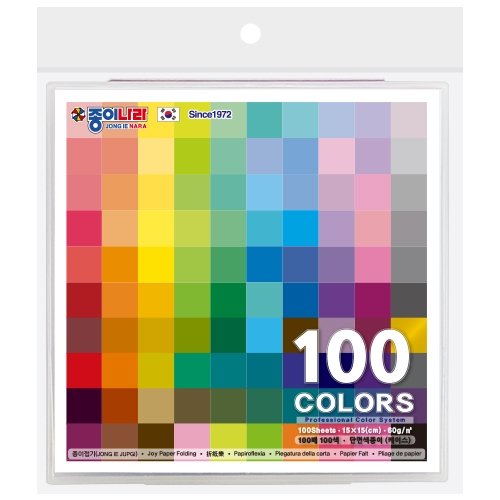 종이나라
JONG IE NARA
Since1972
100
COLORS
Professional Color System
100Sheets · 15×15(cm) · 60g/㎡
100매 100색 · 단면색종이 (케이스)
종이접기(JONG IE JUPGI) • Joy Paper Folding • 折紙樂 • Papiroflexia • Piegatura della carta • Papier Falt • Pliage de papier